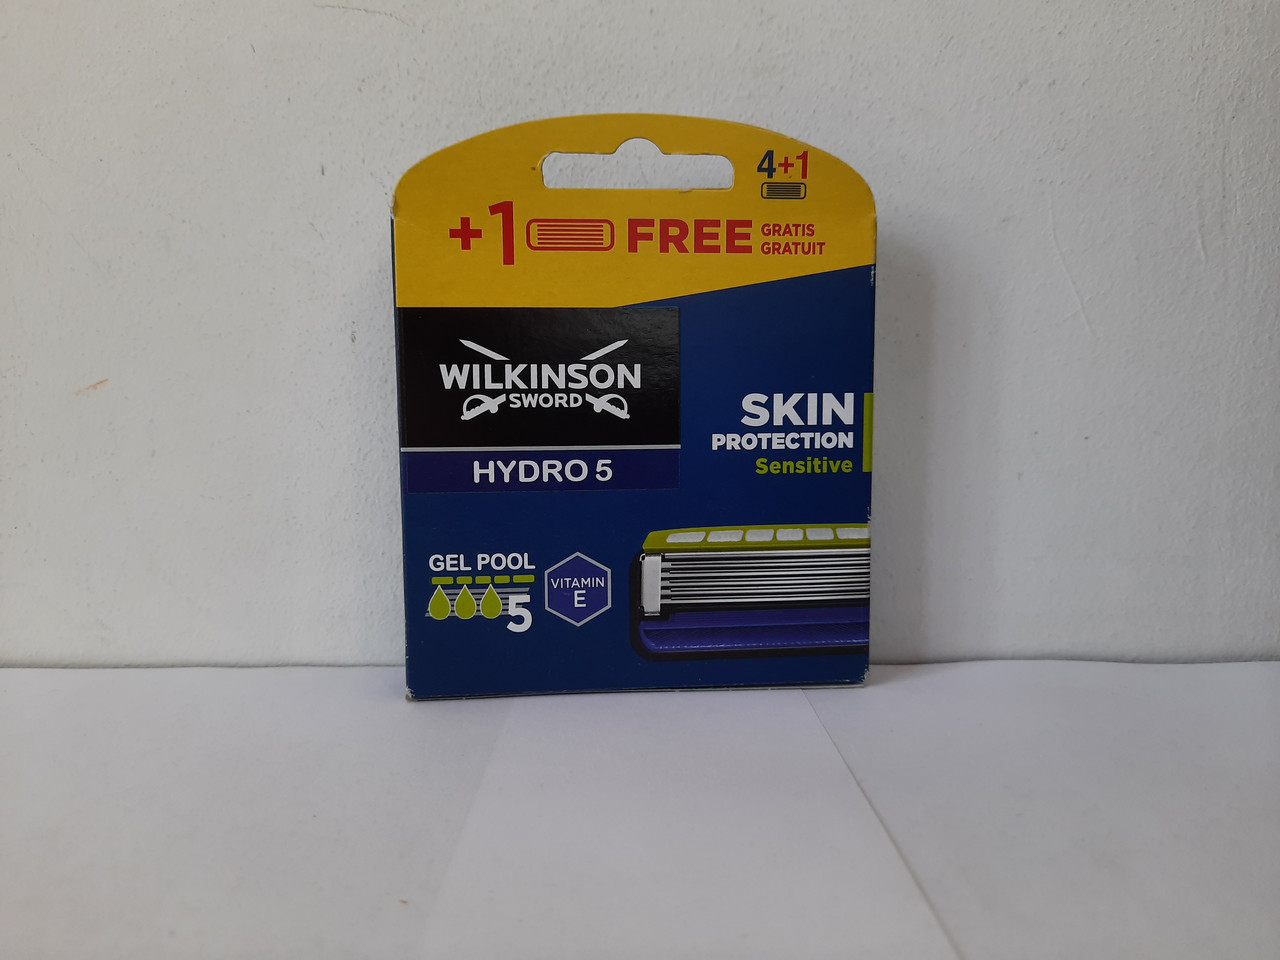 4+1
+1 FREE GRATIS
GRATUIT
WILKINSON
SWORD
HYDRO 5
SKIN
PROTECTION
Sensitive
GEL POOL
5
VITAMIN
E